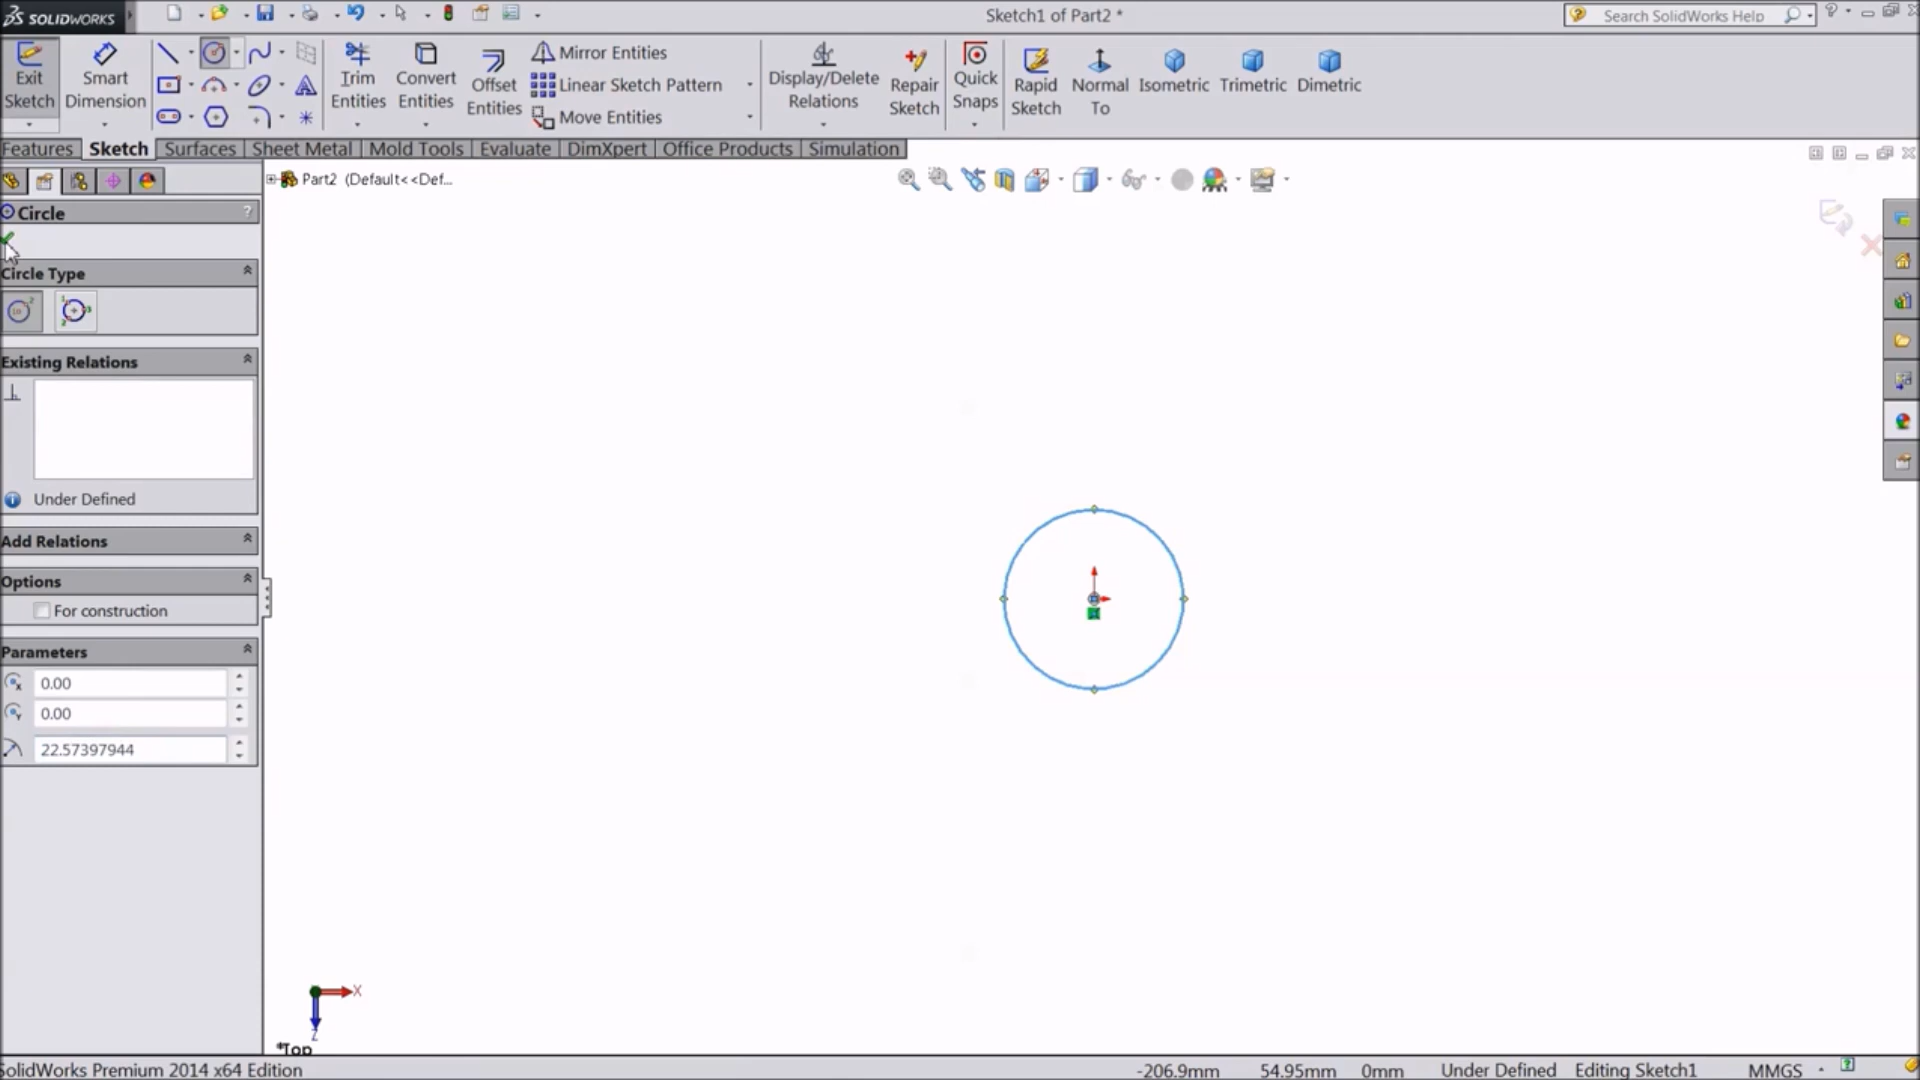 SOLIDWORKS
Sketch1 of Part2 *
Search SolidWorks Help
Exit Sketch
Smart Dimension
Trim Entities
Convert Entities
Offset Entities
Mirror Entities
Linear Sketch Pattern
Move Entities
Display/Delete Relations
Repair Sketch
Quick Snaps
Rapid Sketch
Normal To
Isometric
Trimetric
Dimetric
Features Sketch Surfaces Sheet Metal Mold Tools Evaluate DimXpert Office Products Simulation
Part2 (Default<<Def...
Circle ?
Circle Type
Existing Relations
Under Defined
Add Relations
Options
For construction
Parameters
0.00
0.00
22.57397944
X
Z
*Top
SolidWorks Premium 2014 x64 Edition
-206.9mm 54.95mm 0mm Under Defined Editing Sketch1 MMGS